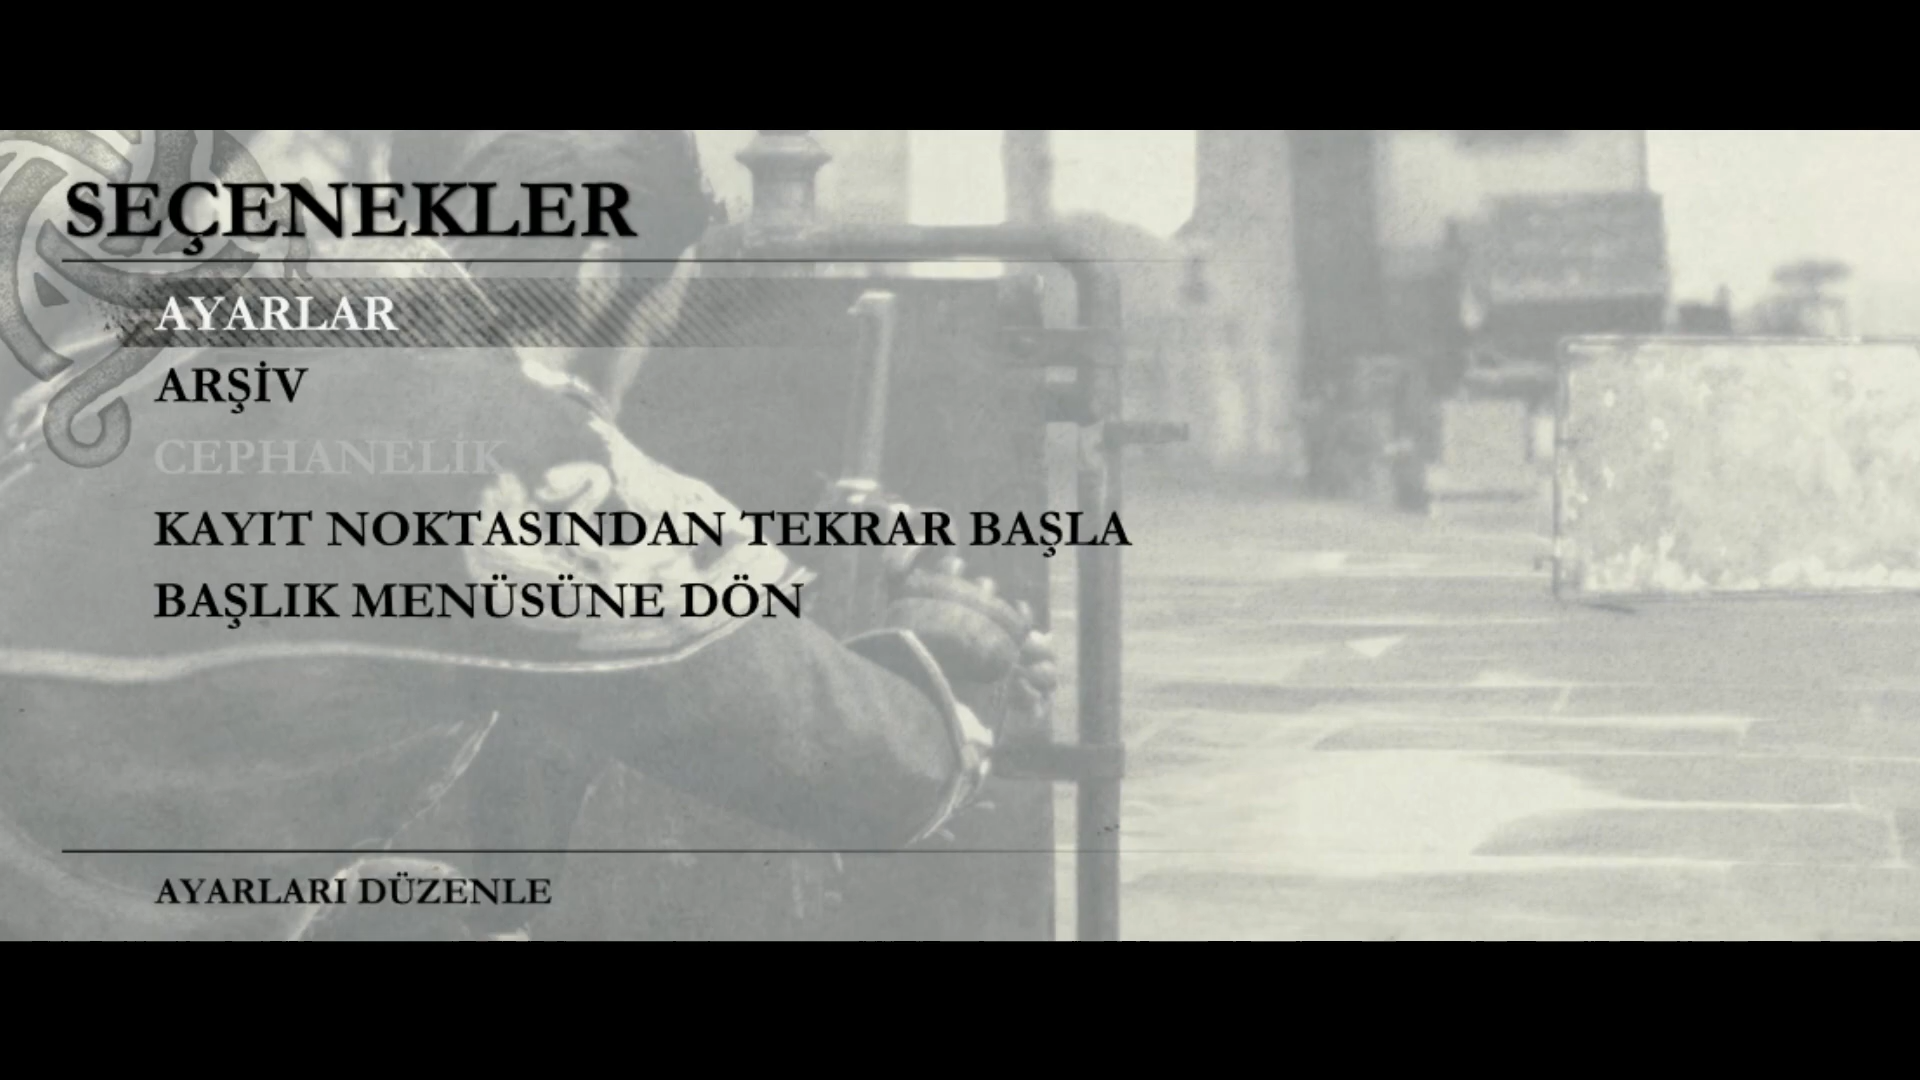 SEÇENEKLER
AYARLAR
ARŞİV
CEPHANELİK
KAYIT NOKTASINDAN TEKRAR BAŞLA
BAŞLIK MENÜSÜNE DÖN
AYARLARI DÜZENLE